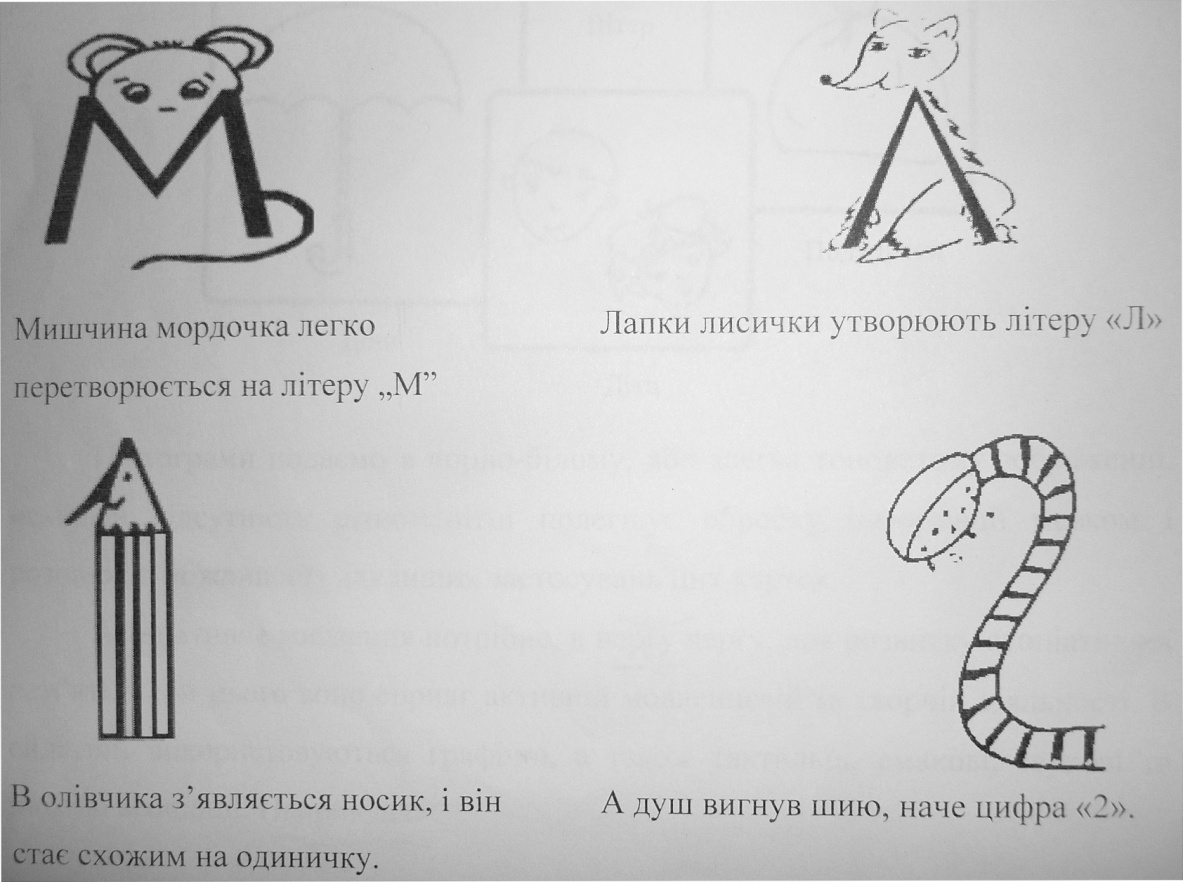 Мишчина мордочка легко
перетворюється на літеру „М”
Лапки лисички утворюють літеру «Л»
В олівчика з’являється носик, і він
стає схожим на одиничку.
А душ вигнув шию, наче цифра «2».